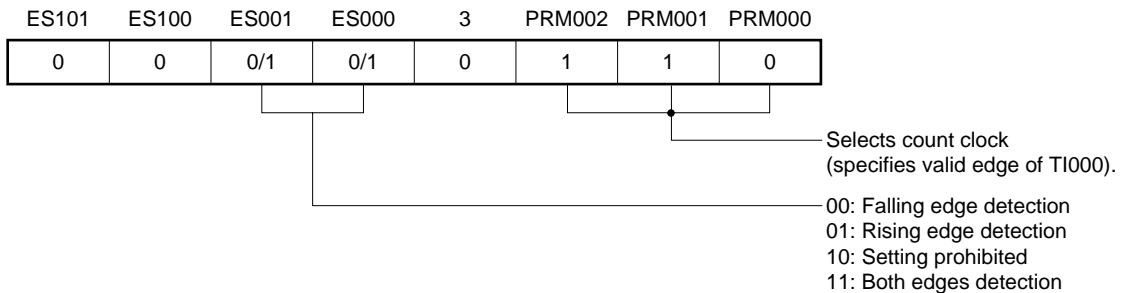 ES101 ES100 ES001 ES000 3 PRM002 PRM001 PRM000
0 0 0/1 0/1 0 1 1 0
Selects count clock
(specifies valid edge of TI000).
00: Falling edge detection
01: Rising edge detection
10: Setting prohibited
11: Both edges detection